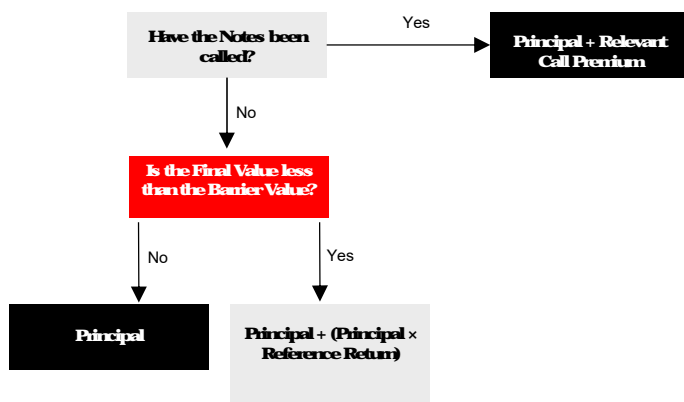 Have the Notes been
called?
Yes
Principal + Relevant
Call Premium
No
Is the Final Value less
than the Barrier Value?
No
Yes
Principal
Principal + (Principal ×
Reference Return)